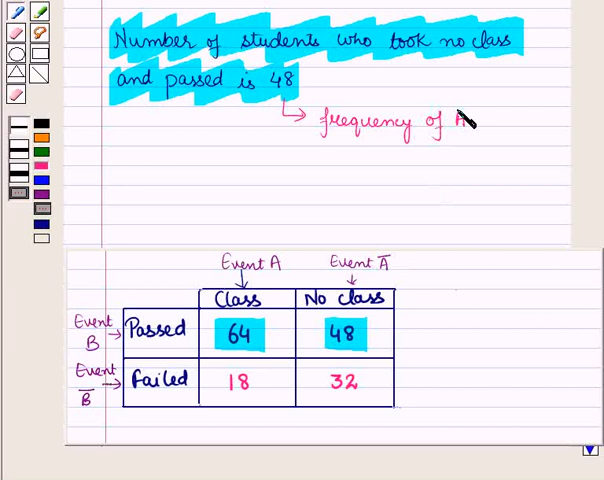 Number of students who took no class
and passed is 48
frequency of A
Event A Event A̅
Class No class
Event B Passed 64 48
Event B̅ Failed 18 32